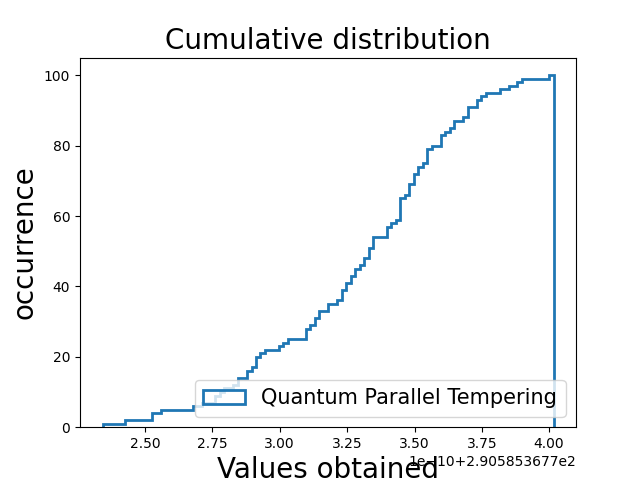 Cumulative distribution
occurrence
100
80
60
40
20
0
Quantum Parallel Tempering
2.50 2.75 3.00 3.25 3.50 3.75 4.00
1e−10+2.905853677e2
Values obtained